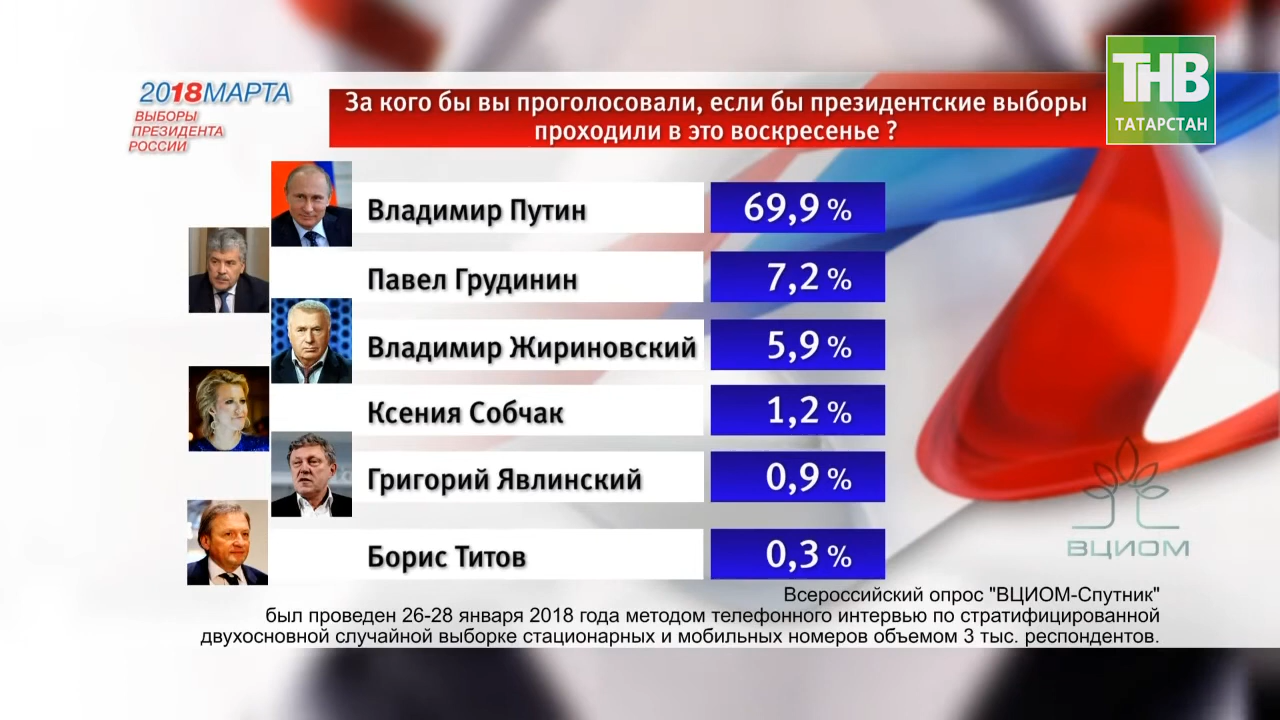 2018МАРТА
ВЫБОРЫ
ПРЕЗИДЕНТА
РОССИИ
За кого бы вы проголосовали, если бы президентские выборы
проходили в это воскресенье ?
ТНВ
ТАТАРСТАН
Владимир Путин 69,9 %
Павел Грудинин 7,2 %
Владимир Жириновский 5,9 %
Ксения Собчак 1,2 %
Григорий Явлинский 0,9 %
Борис Титов 0,3 %
ВЦИОМ
Всероссийский опрос "ВЦИОМ-Спутник"
был проведен 26-28 января 2018 года методом телефонного интервью по стратифицированной
двухосновной случайной выборке стационарных и мобильных номеров объемом 3 тыс. респондентов.